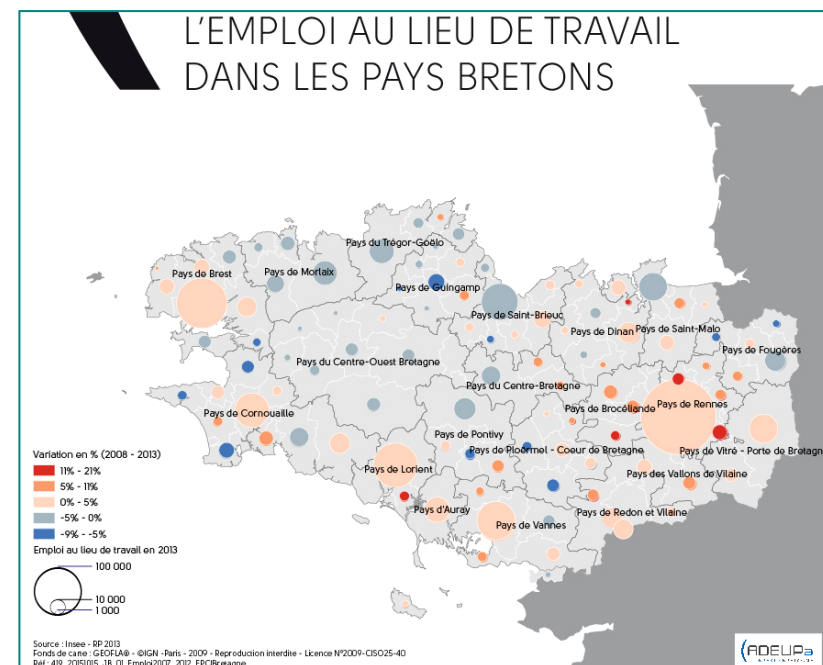 L'EMPLOI AU LIEU DE TRAVAIL
DANS LES PAYS BRETONS
Pays du Trégor-Goëlo
Pays de Brest
Pays de Morlaix
Pays de Guingamp
Pays de Saint-Brieuc
Pays de Dinan
Pays de Saint-Malo
Pays de Fougères
Pays du Centre-Ouest Bretagne
Pays du Centre-Bretagne
Pays de Cornouaille
Pays de Brocéliande
Pays de Rennes
Pays de Pontivy
Pays de Ploërmel - Coeur de Bretagne
Pays de Vitré - Porte de Bretagn
Pays de Lorient
Pays des Vallons de Vilaine
Pays d'Auray
Pays de Vannes
Pays de Redon et Vilaine
Variation en % (2008 - 2013)
11% - 21%
5% - 11%
0% - 5%
-5% - 0%
-9% - -5%
Emploi au lieu de travail en 2013
100 000
10 000
1 000
Source : Insee - RP 2013
Fonds de carte : GEOFLA® - ©IGN -Paris - 2009 - Reproduction interdite - Licence N°2009-CISO25-40
Réf : 419_20151015_JB_01_Emploi2007_2012_EPCIBretagne
ADEUPa